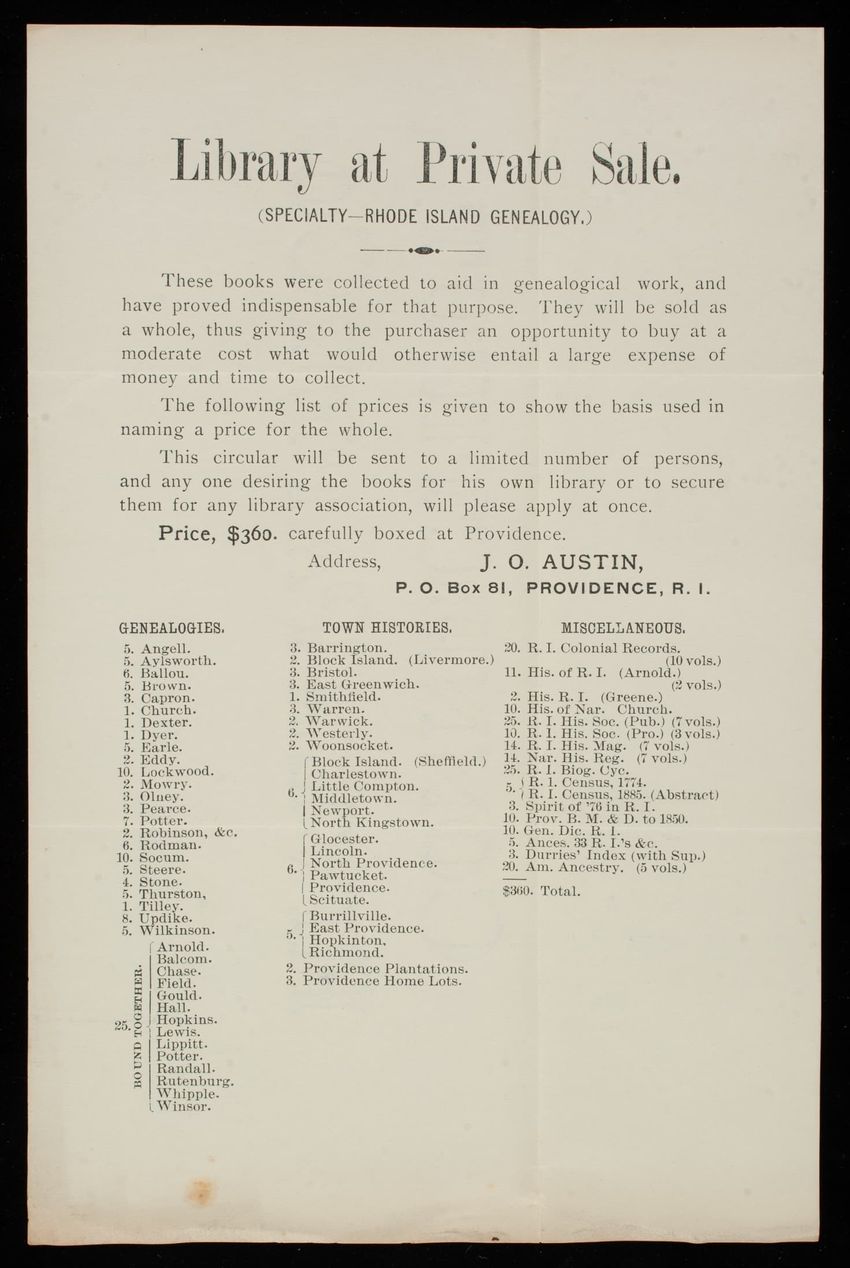 Library at Private Sale.
(SPECIALTY—RHODE ISLAND GENEALOGY.)
These books were collected to aid in genealogical work, and
have proved indispensable for that purpose. They will be sold as
a whole, thus giving to the purchaser an opportunity to buy at a
moderate cost what would otherwise entail a large expense of
money and time to collect.
The following list of prices is given to show the basis used in
naming a price for the whole.
This circular will be sent to a limited number of persons,
and any one desiring the books for his own library or to secure
them for any library association, will please apply at once.
Price, $360. carefully boxed at Providence.
Address, J. O. AUSTIN,
P. O. Box 81, PROVIDENCE, R. I.
GENEALOGIES.
5. Angell.
5. Aylsworth.
6. Ballou.
5. Brown.
3. Capron.
1. Church.
1. Dexter.
1. Dyer.
5. Earle.
2. Eddy.
10. Lockwood.
2. Mowry.
3. Olney.
3. Pearce.
7. Potter.
2. Robinson, &c.
6. Rodman.
10. Socum.
5. Steere.
4. Stone.
5. Thurston,
1. Tilley.
8. Updike.
5. Wilkinson.
25. BOUND TOGETHER.
Arnold.
Balcom.
Chase.
Field.
Gould.
Hall.
Hopkins.
Lewis.
Lippitt.
Potter.
Randall.
Rutenburg.
Whipple.
Winsor.
TOWN HISTORIES.
3. Barrington.
2. Block Island. (Livermore.)
3. Bristol.
3. East Greenwich.
1. Smithfield.
3. Warren.
2. Warwick.
2. Westerly.
2. Woonsocket.
Block Island. (Sheffield.)
Charlestown.
6. Little Compton.
Middletown.
Newport.
North Kingstown.
Glocester.
Lincoln.
6. North Providence.
Pawtucket.
Providence.
Scituate.
Burrillville.
5. East Providence.
Hopkinton.
Richmond.
2. Providence Plantations.
3. Providence Home Lots.
MISCELLANEOUS.
20. R. I. Colonial Records.
(10 vols.)
11. His. of R. I. (Arnold.)
(2 vols.)
2. His. R. I. (Greene.)
10. His. of Nar. Church.
25. R. I. His. Soc. (Pub.) (7 vols.)
10. R. I. His. Soc. (Pro.) (3 vols.)
14. R. I. His. Mag. (7 vols.)
14. Nar. His. Reg. (7 vols.)
25. R. I. Biog. Cyc.
5. R. I. Census, 1774.
R. I. Census, 1885. (Abstract)
3. Spirit of '76 in R. I.
10. Prov. B. M. & D. to 1850.
10. Gen. Dic. R. I.
5. Ances. 33 R. I.'s &c.
3. Durries' Index (with Sup.)
20. Am. Ancestry. (5 vols.)
$360. Total.